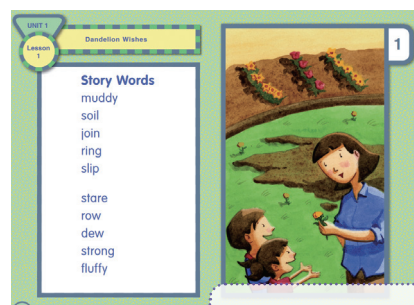 UNIT 1
Lesson
1
Dandelion Wishes
Story Words
muddy
soil
join
ring
slip
stare
row
dew
strong
fluffy
1